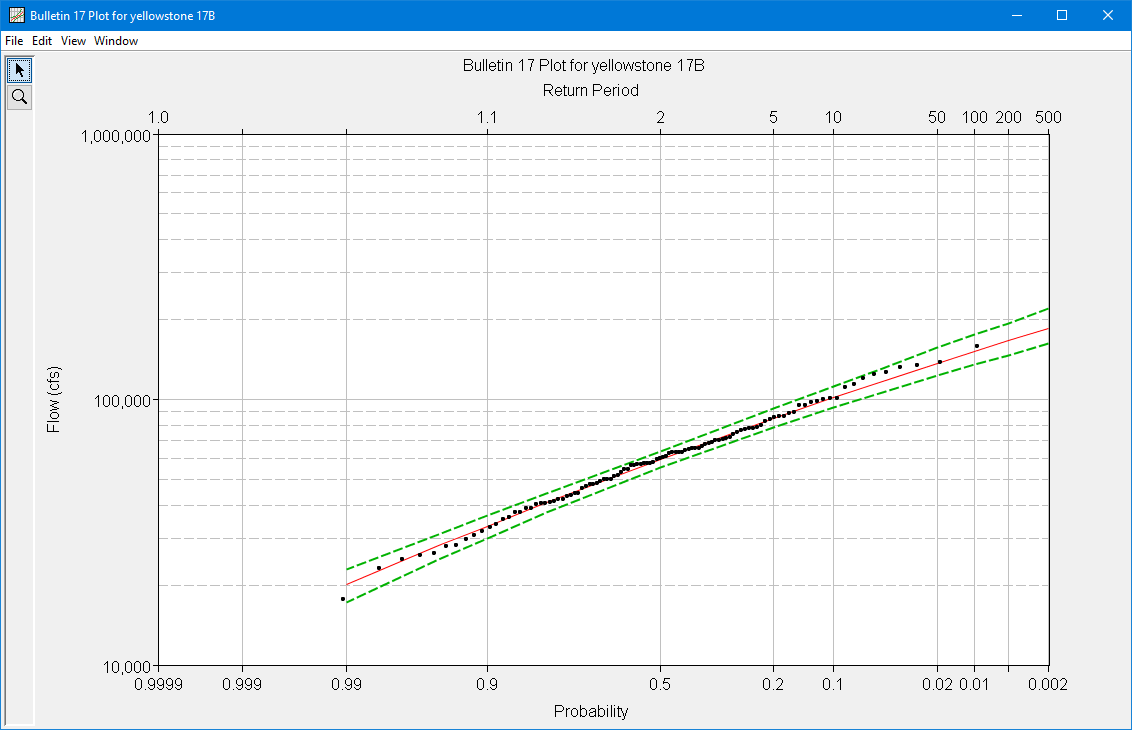 Bulletin 17 Plot for yellowstone 17B
File Edit View Window
Bulletin 17 Plot for yellowstone 17B
Return Period
1.0 1.1 2 5 10 50 100 200 500
1,000,000
100,000
10,000
Flow (cfs)
0.9999 0.999 0.99 0.9 0.5 0.2 0.1 0.02 0.01 0.002
Probability